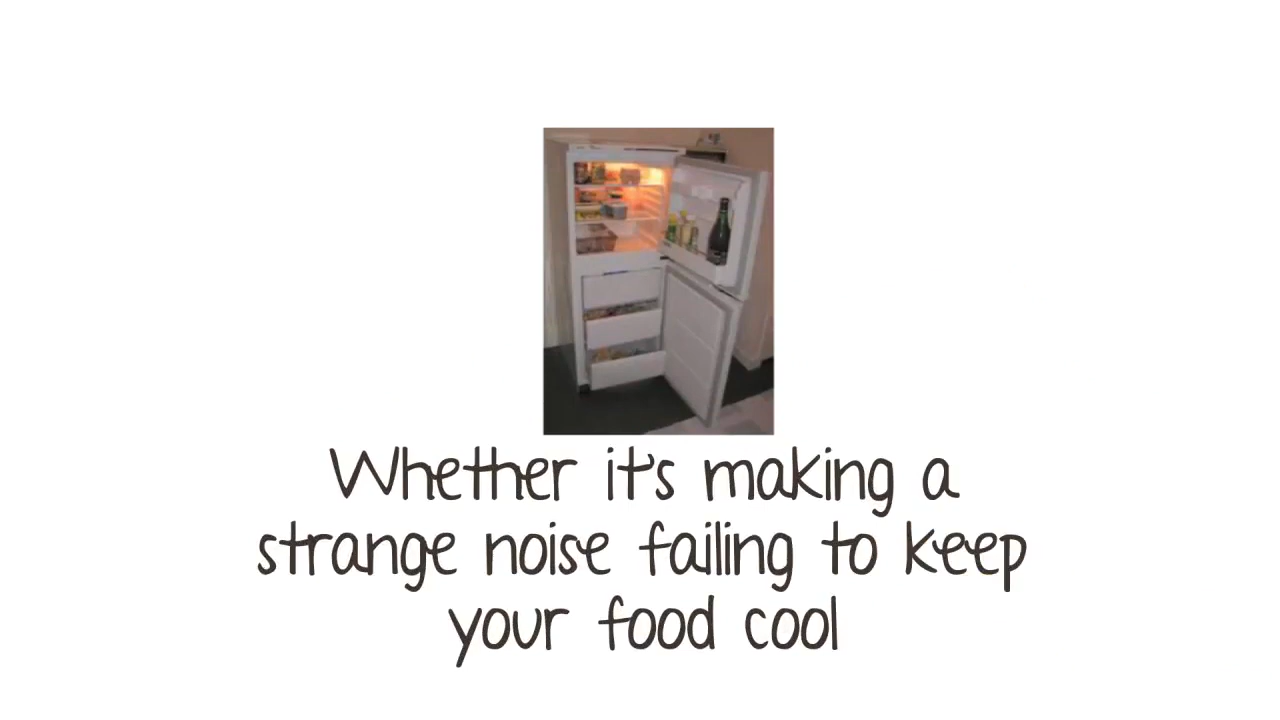 Whether it's making a
strange noise failing to keep
your food cool